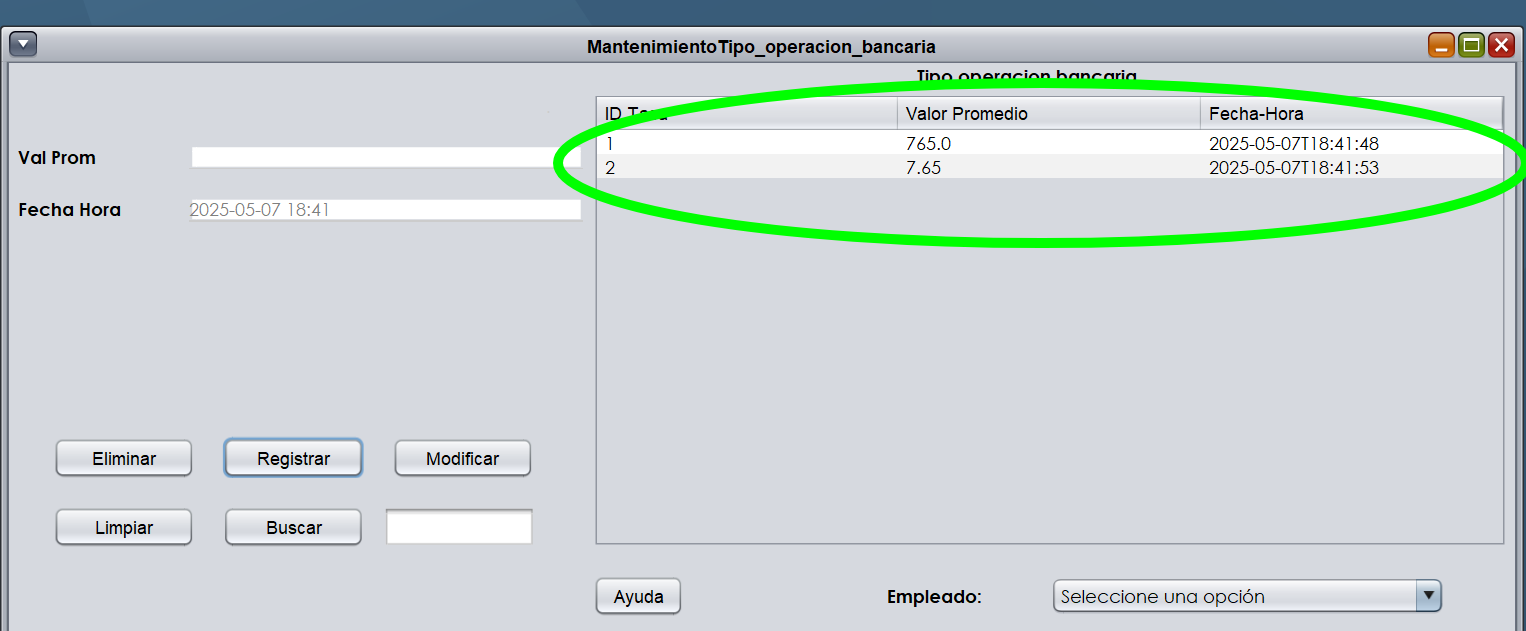 MantenimientoTipo_operacion_bancaria
Tipo operacion bancaria
ID Valor Promedio Fecha-Hora
1 765.0 2025-05-07T18:41:48
2 7.65 2025-05-07T18:41:53
Val Prom
Fecha Hora 2025-05-07 18:41
Eliminar Registrar Modificar
Limpiar Buscar
Ayuda Empleado: Seleccione una opción